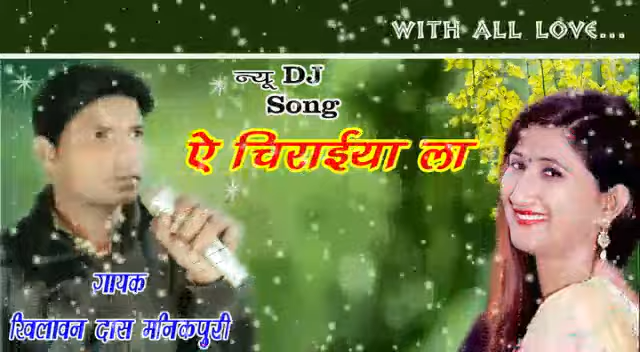 WITH ALL LOVE...
न्यू DJ
Song
ऐ चिराईया ला
गायक
खिलावन दास मनिकपुरी